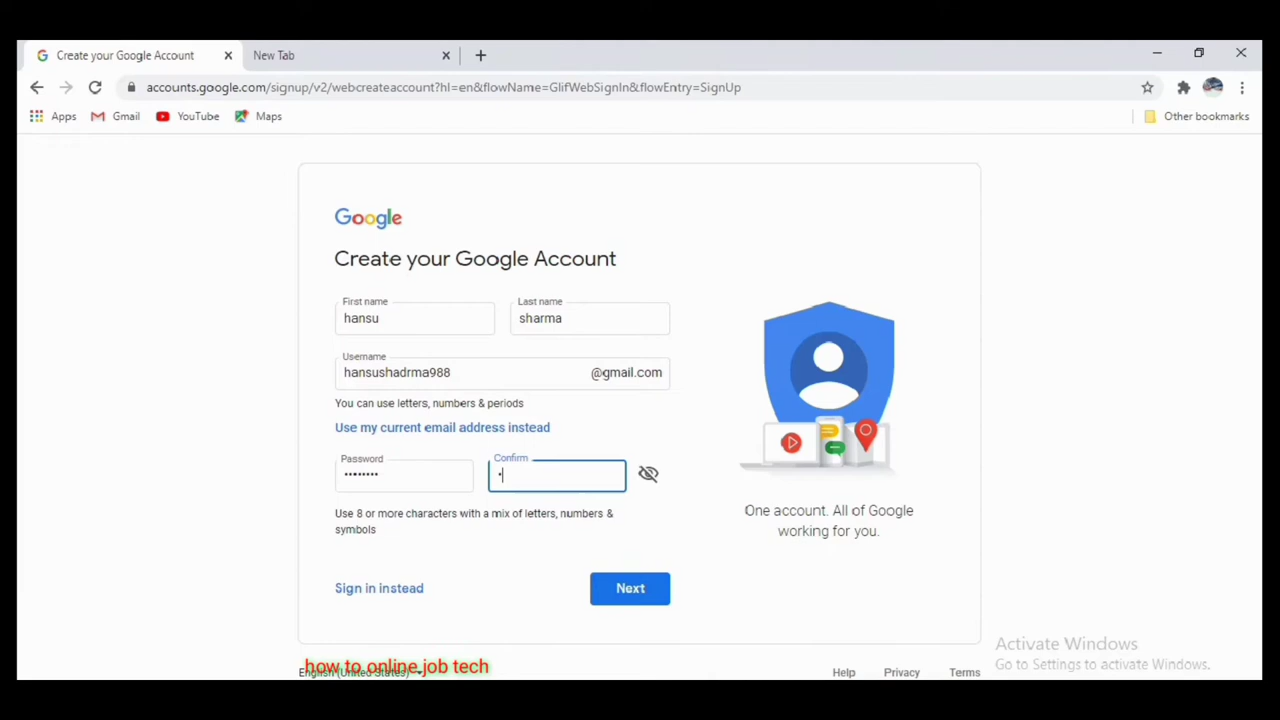 Create your Google Account
New Tab
accounts.google.com/signup/v2/webcreateaccount?hl=en&flowName=GlifWebSignIn&flowEntry=SignUp
Apps Gmail YouTube Maps Other bookmarks
Google
Create your Google Account
First name Last name
hansu sharma
Username
hansushadrma988 @gmail.com
You can use letters, numbers & periods
Use my current email address instead
Password Confirm
Use 8 or more characters with a mix of letters, numbers &
symbols
One account. All of Google
working for you.
Sign in instead Next
Activate Windows
Go to Settings to activate Windows.
how to online job tech
English (United States) Help Privacy Terms